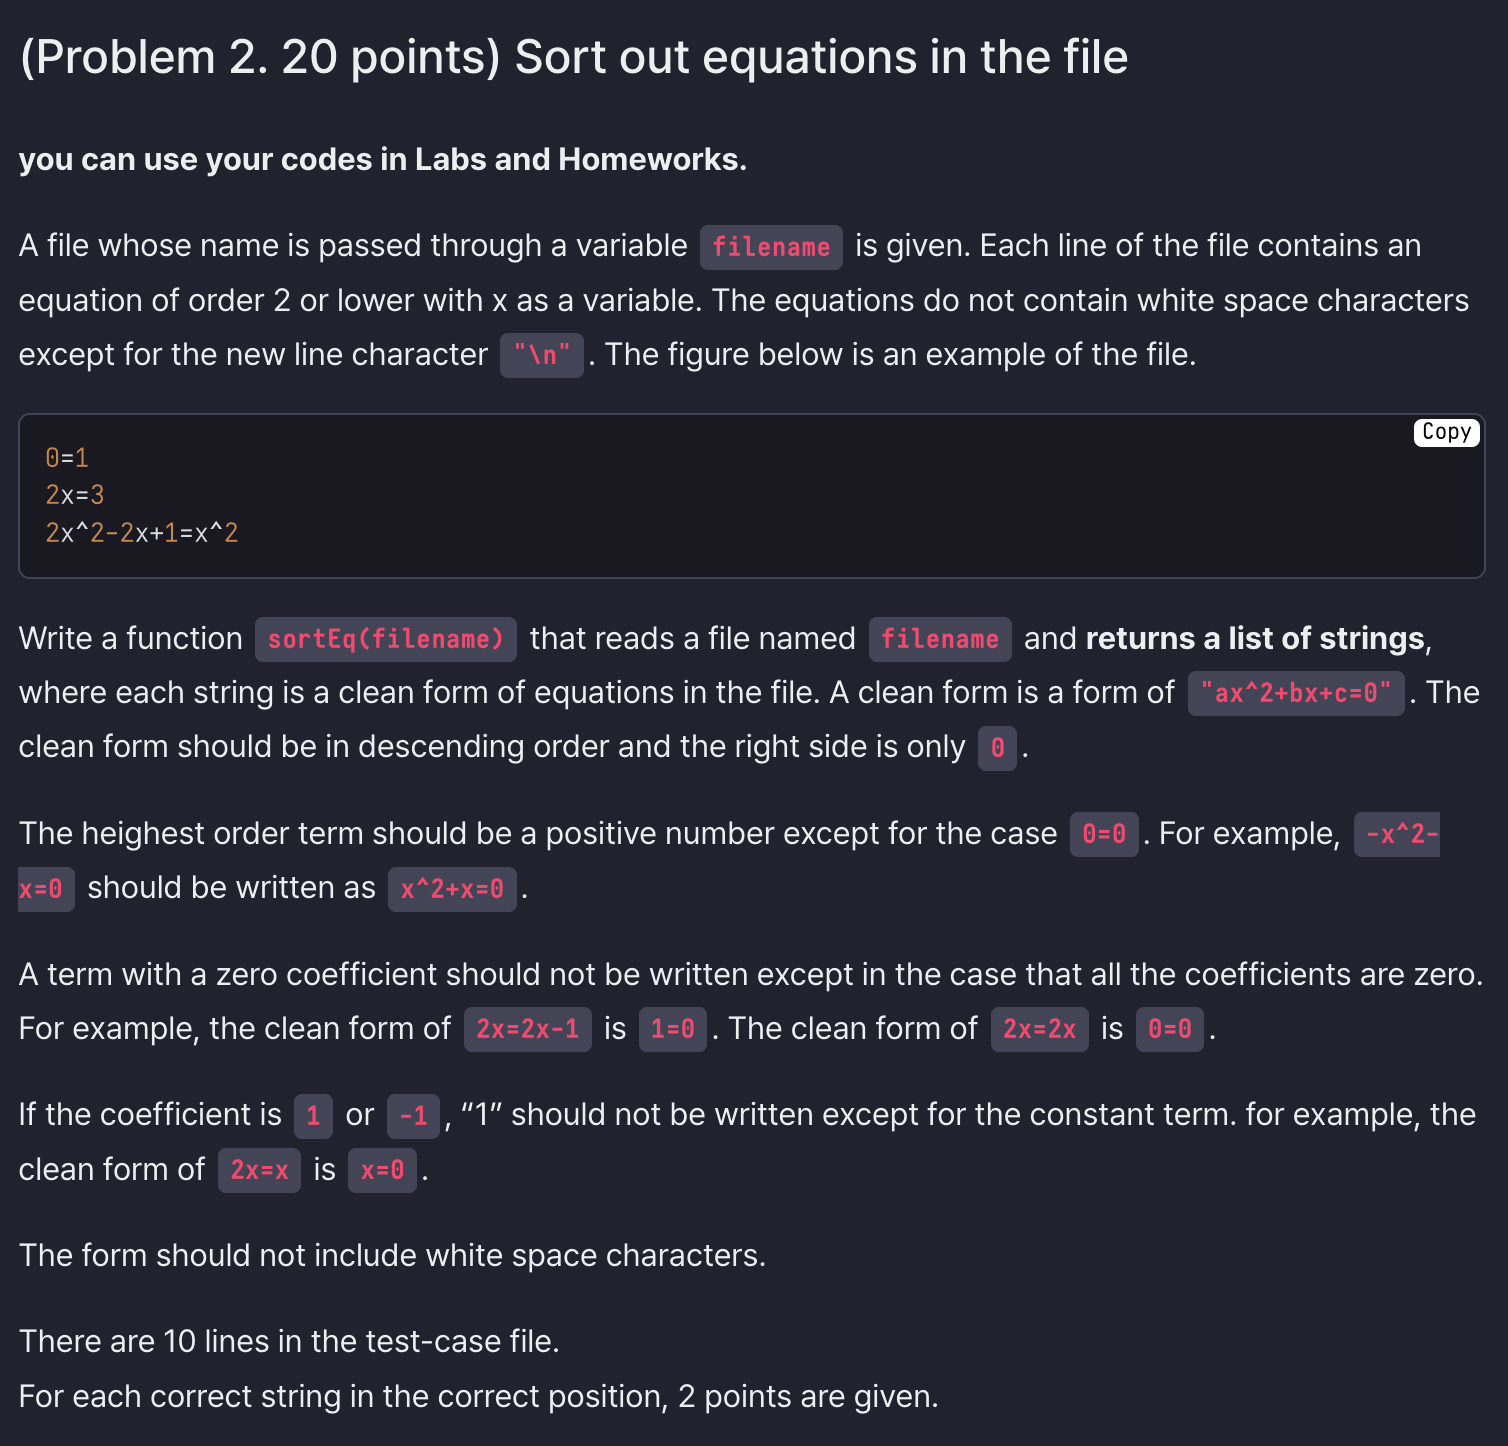 (Problem 2. 20 points) Sort out equations in the file
you can use your codes in Labs and Homeworks.
A file whose name is passed through a variable filename is given. Each line of the file contains an
equation of order 2 or lower with x as a variable. The equations do not contain white space characters
except for the new line character "\n" . The figure below is an example of the file.
Copy
0=1
2x=3
2x^2-2x+1=x^2
Write a function sortEq(filename) that reads a file named filename and returns a list of strings,
where each string is a clean form of equations in the file. A clean form is a form of "ax^2+bx+c=0" . The
clean form should be in descending order and the right side is only 0 .
The heighest order term should be a positive number except for the case 0=0 . For example, -x^2-
x=0 should be written as x^2+x=0 .
A term with a zero coefficient should not be written except in the case that all the coefficients are zero.
For example, the clean form of 2x=2x-1 is 1=0 . The clean form of 2x=2x is 0=0 .
If the coefficient is 1 or -1 , “1” should not be written except for the constant term. for example, the
clean form of 2x=x is x=0 .
The form should not include white space characters.
There are 10 lines in the test-case file.
For each correct string in the correct position, 2 points are given.